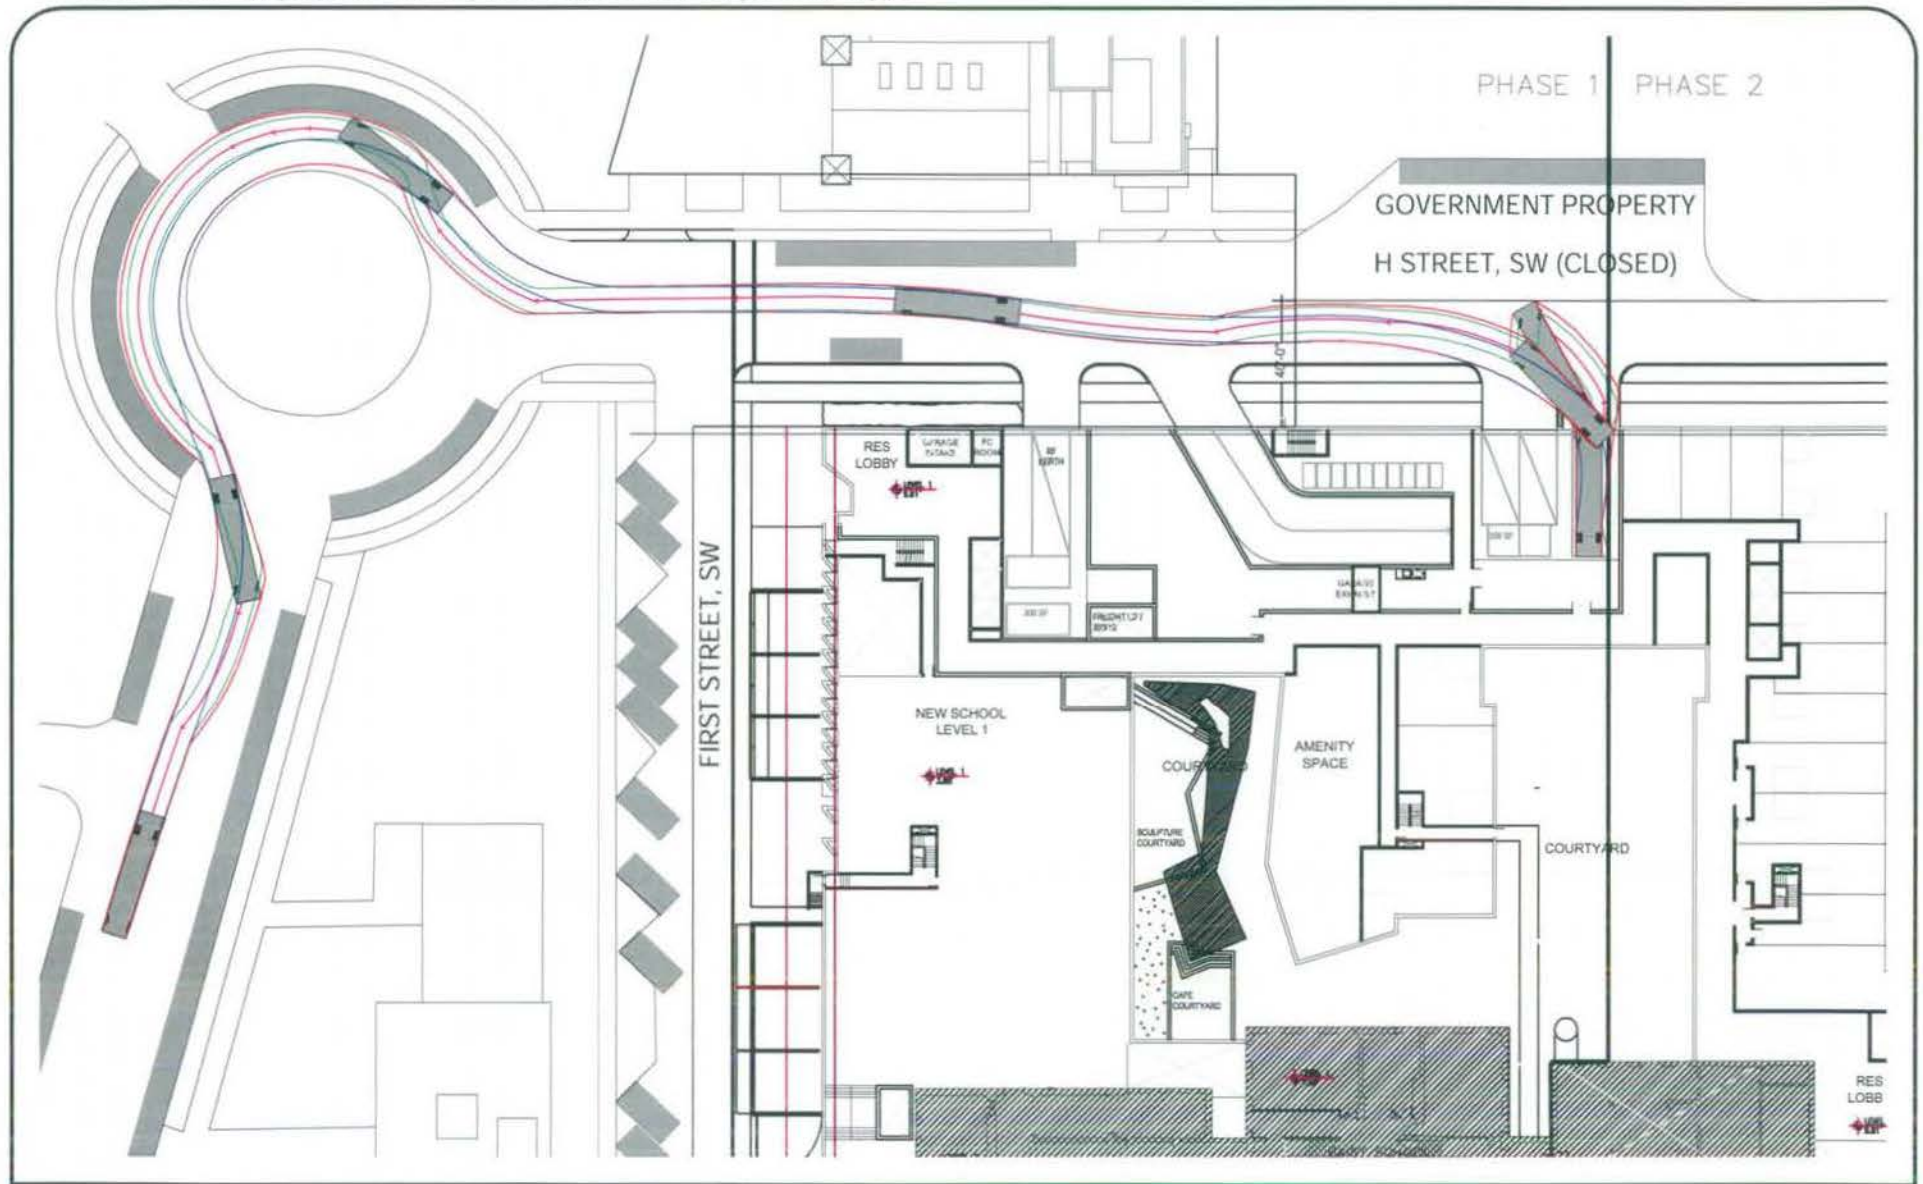 PHASE 1 PHASE 2
GOVERNMENT PROPERTY
H STREET, SW (CLOSED)
40'-0"
RES
LOBBY
ROOM
FIRST STREET, SW
NEW SCHOOL
LEVEL 1
COURTYARD
AMENITY
SPACE
SCULPTURE
COURTYARD
COURTYARD
CAFE
COURTYARD
RES
LOBB